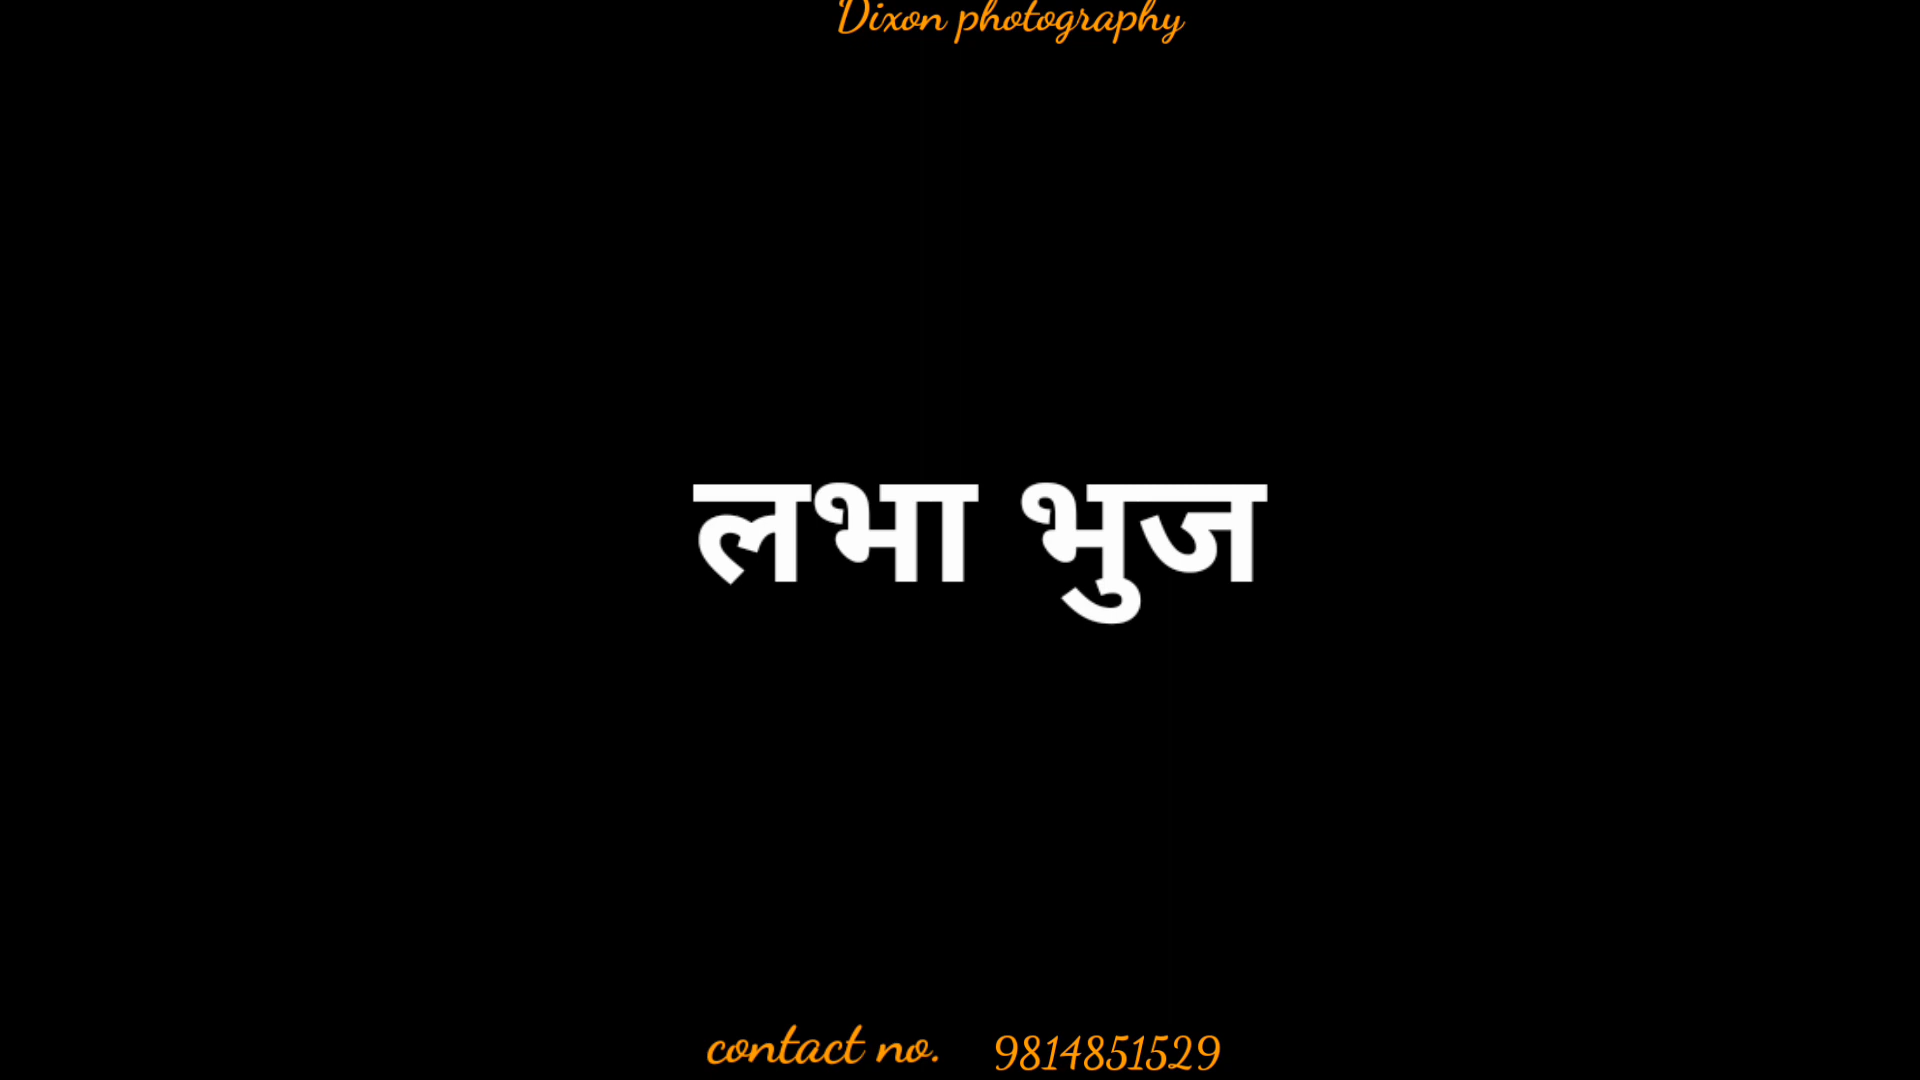 Dixon photography
लभा भुज
contact no. 9814851529